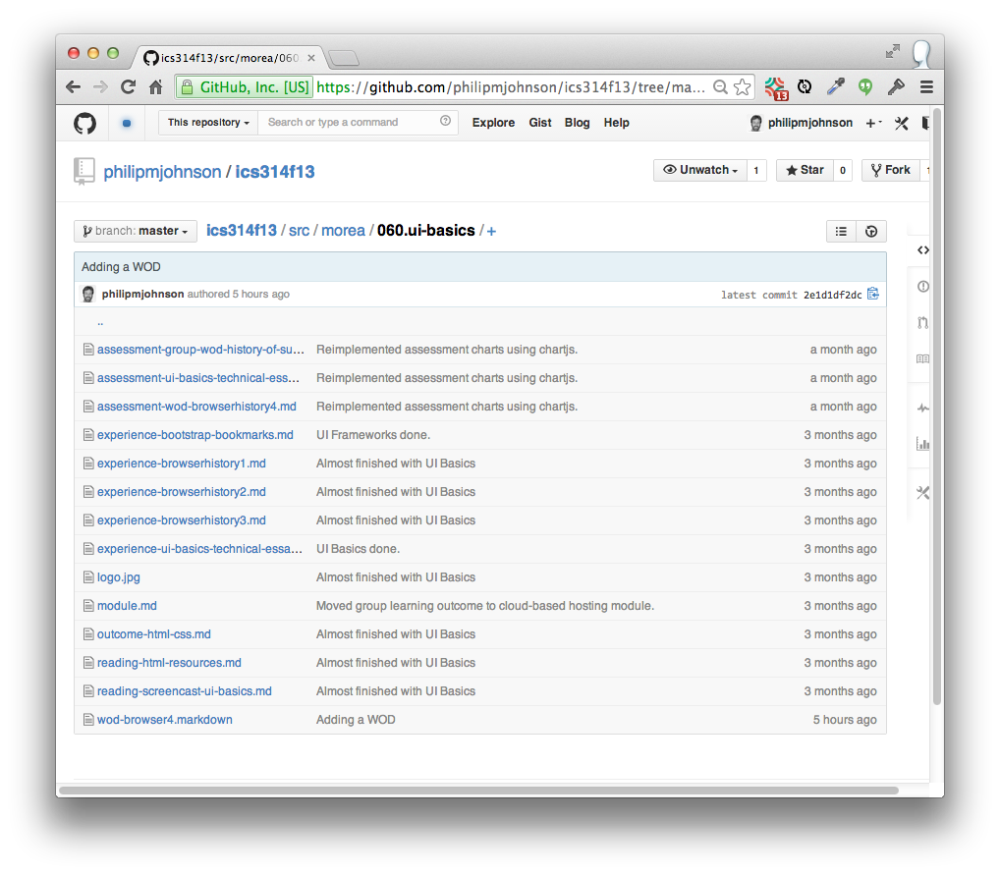 ics314f13/src/morea/060
GitHub, Inc. [US] https://github.com/philipmjohnson/ics314f13/tree/ma...
13
This repository Search or type a command Explore Gist Blog Help philipmjohnson +
philipmjohnson / ics314f13 Unwatch 1 Star 0 Fork
branch: master ics314f13 / src / morea / 060.ui-basics / +
Adding a WOD
philipmjohnson authored 5 hours ago latest commit 2e1d1df2dc
..
assessment-group-wod-history-of-su... Reimplemented assessment charts using chartjs. a month ago
assessment-ui-basics-technical-ess... Reimplemented assessment charts using chartjs. a month ago
assessment-wod-browserhistory4.md Reimplemented assessment charts using chartjs. a month ago
experience-bootstrap-bookmarks.md UI Frameworks done. 3 months ago
experience-browserhistory1.md Almost finished with UI Basics 3 months ago
experience-browserhistory2.md Almost finished with UI Basics 3 months ago
experience-browserhistory3.md Almost finished with UI Basics 3 months ago
experience-ui-basics-technical-essa... UI Basics done. 3 months ago
logo.jpg Almost finished with UI Basics 3 months ago
module.md Moved group learning outcome to cloud-based hosting module. 3 months ago
outcome-html-css.md Almost finished with UI Basics 3 months ago
reading-html-resources.md Almost finished with UI Basics 3 months ago
reading-screencast-ui-basics.md Almost finished with UI Basics 3 months ago
wod-browser4.markdown Adding a WOD 5 hours ago